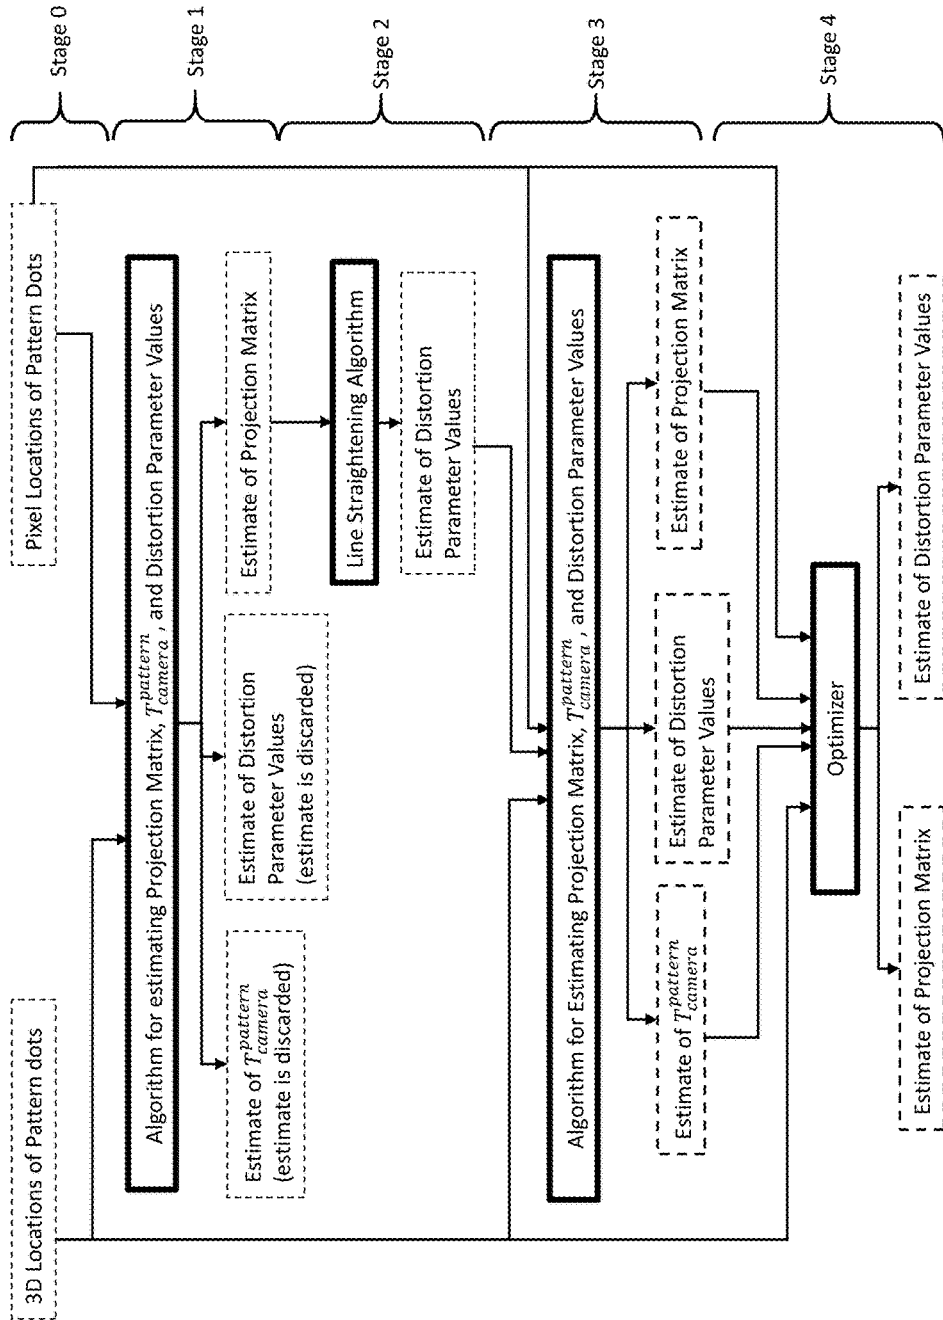 3D Locations of Pattern dots
Pixel Locations of Pattern Dots
Stage 0
Algorithm for estimating Projection Matrix, T^{pattern}_{camera}, and Distortion Parameter Values
Stage 1
Estimate of T^{pattern}_{camera}
(estimate is discarded)
Estimate of Distortion
Parameter Values
(estimate is discarded)
Estimate of Projection Matrix
Line Straightening Algorithm
Stage 2
Estimate of Distortion
Parameter Values
Algorithm for Estimating Projection Matrix, T^{pattern}_{camera}, and Distortion Parameter Values
Stage 3
Estimate of T^{pattern}_{camera}
Estimate of Distortion
Parameter Values
Estimate of Projection Matrix
Optimizer
Stage 4
Estimate of Projection Matrix
Estimate of Distortion Parameter Values